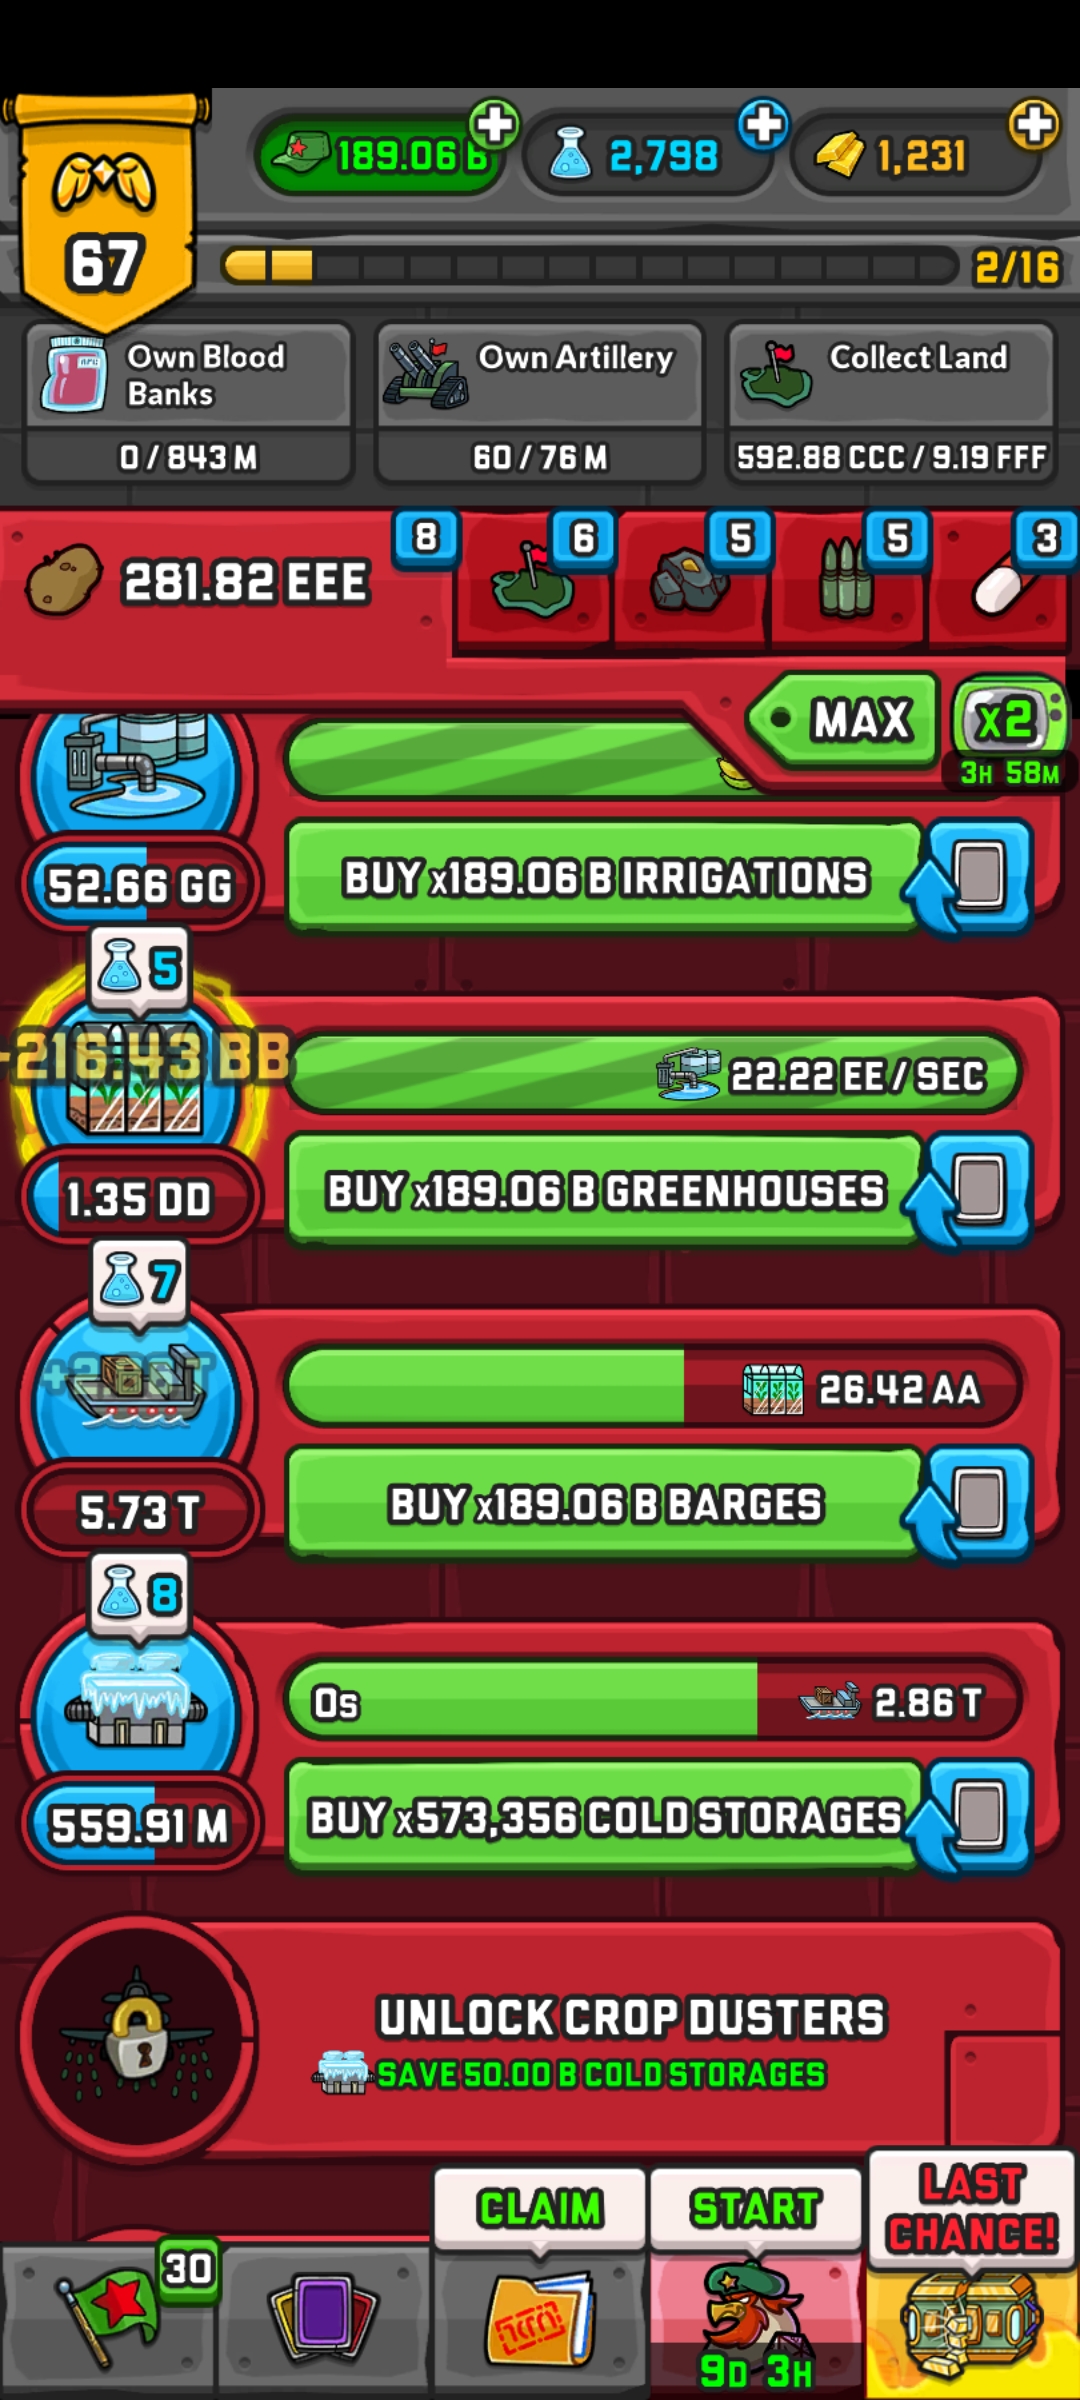 189.06 B
2,798
1,231
67
2/16
Own Blood
Banks
0 / 843 M
Own Artillery
60 / 76 M
Collect Land
592.88 CCC / 9.19 FFF
281.82 EEE
8
6
5
5
3
MAX
x2
3H 58M
52.66 GG
BUY x189.06 B IRRIGATIONS
5
-216.43 BB
22.22 EE / SEC
1.35 DD
BUY x189.06 B GREENHOUSES
7
26.42 AA
5.73 T
BUY x189.06 B BARGES
8
0s
2.86 T
559.91 M
BUY x573,356 COLD STORAGES
UNLOCK CROP DUSTERS
SAVE 50.00 B COLD STORAGES
30
CLAIM
START
9D 3H
LAST
CHANCE!